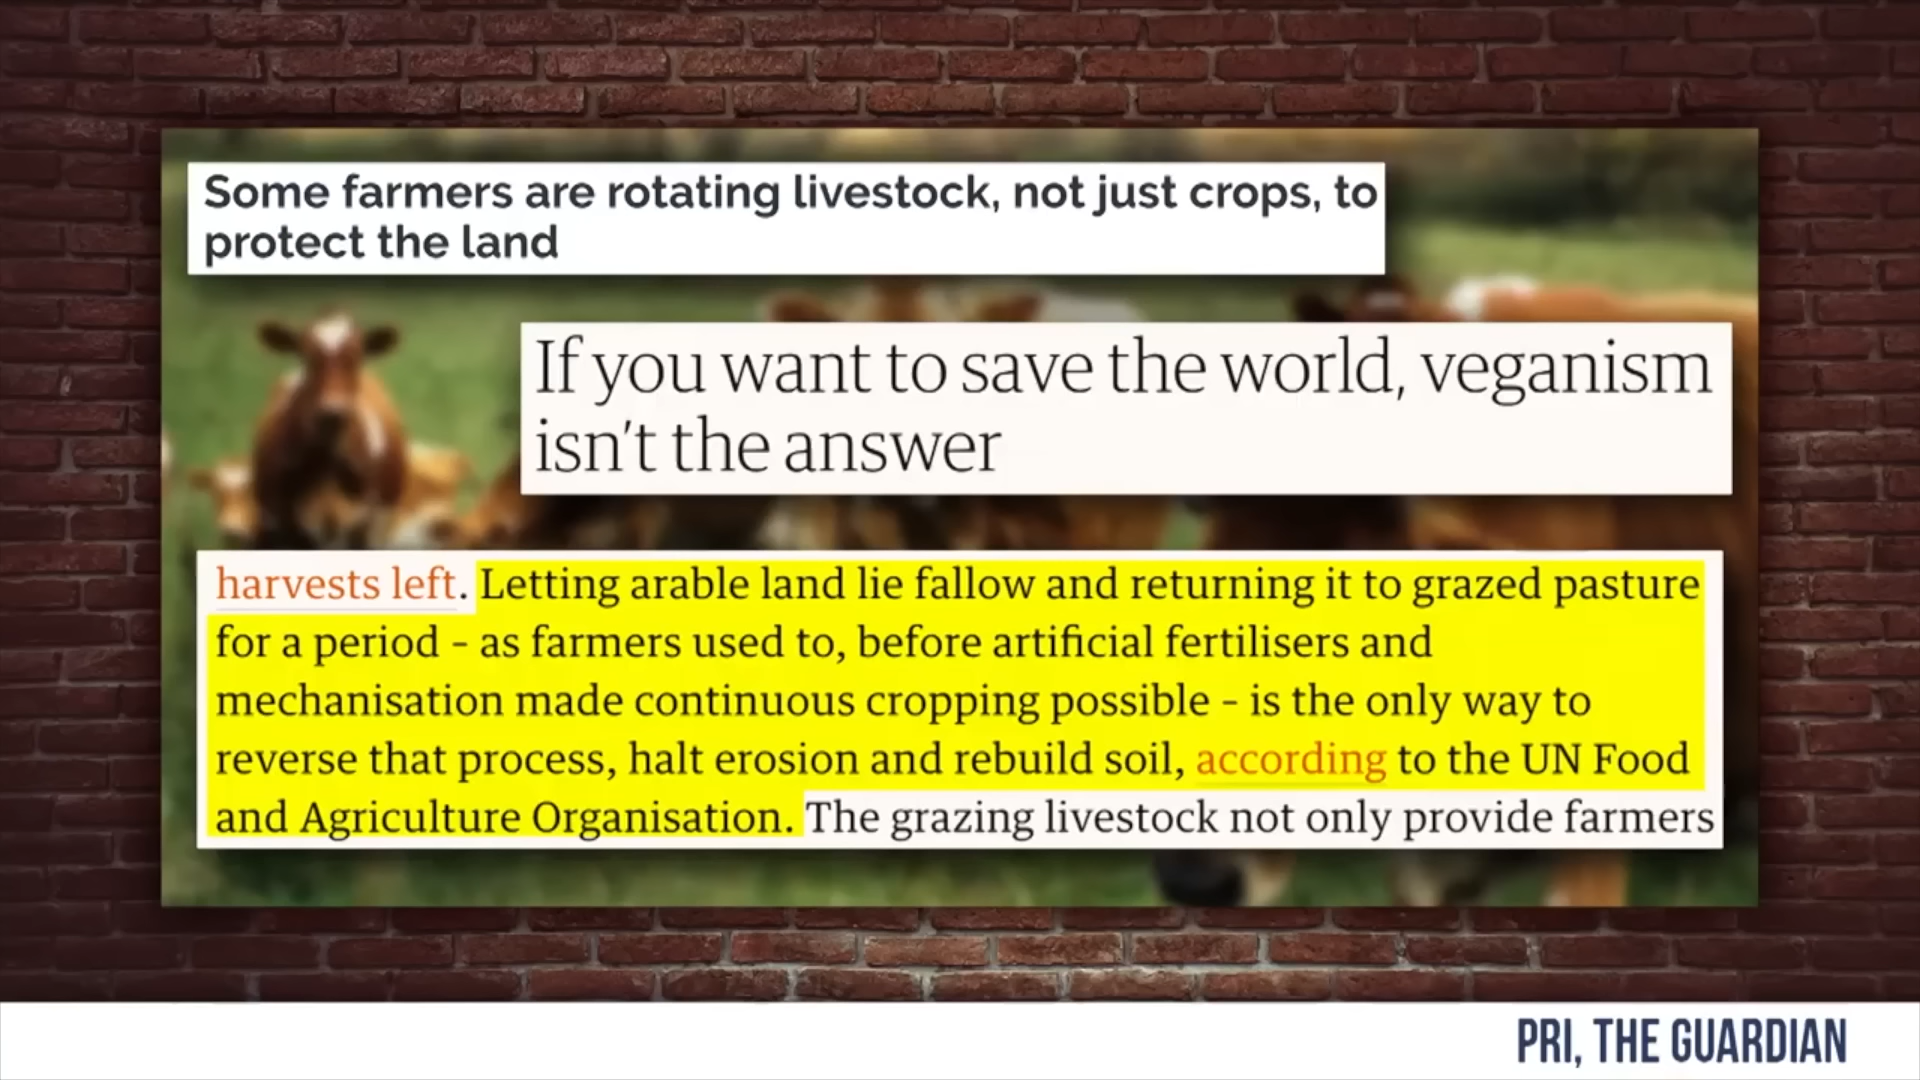 Some farmers are rotating livestock, not just crops, to
protect the land
If you want to save the world, veganism
isn't the answer
harvests left. Letting arable land lie fallow and returning it to grazed pasture
for a period – as farmers used to, before artificial fertilisers and
mechanisation made continuous cropping possible – is the only way to
reverse that process, halt erosion and rebuild soil, according to the UN Food
and Agriculture Organisation. The grazing livestock not only provide farmers
PRI, THE GUARDIAN